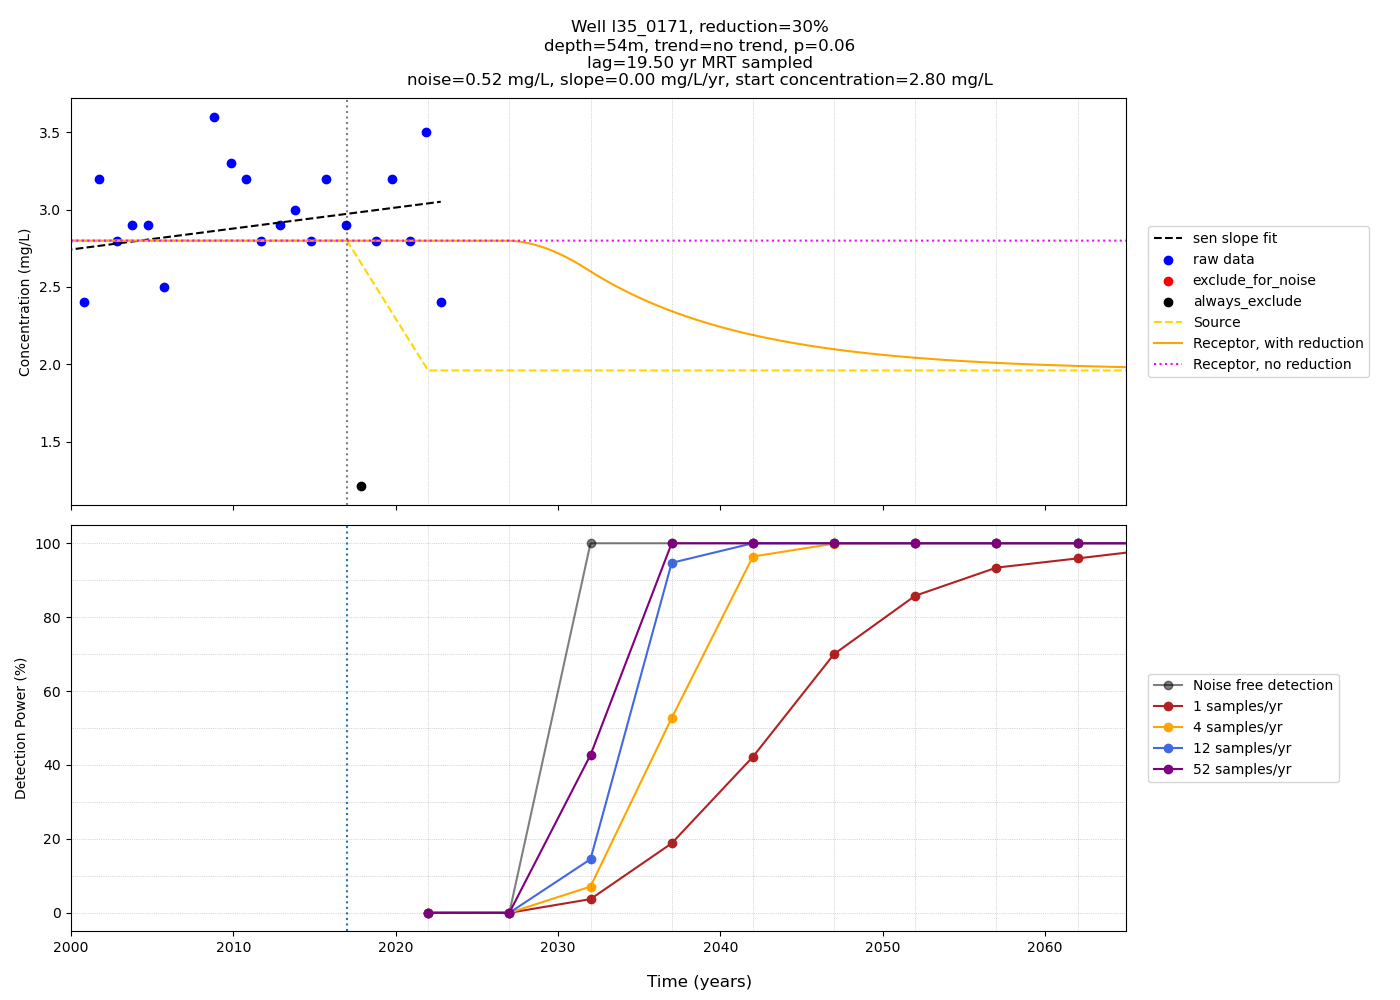 Well l35_0171, reduction=30%
depth=54m, trend=no trend, p=0.06
lag=19.50 yr MRT sampled
noise=0.52 mg/L, slope=0.00 mg/L/yr, start concentration=2.80 mg/L
Concentration (mg/L)
3.5
3.0
2.5
2.0
1.5
sen slope fit
raw data
exclude_for_noise
always_exclude
Source
Receptor, with reduction
Receptor, no reduction
Detection Power (%)
100
80
60
40
20
0
Noise free detection
1 samples/yr
4 samples/yr
12 samples/yr
52 samples/yr
2000 2010 2020 2030 2040 2050 2060
Time (years)